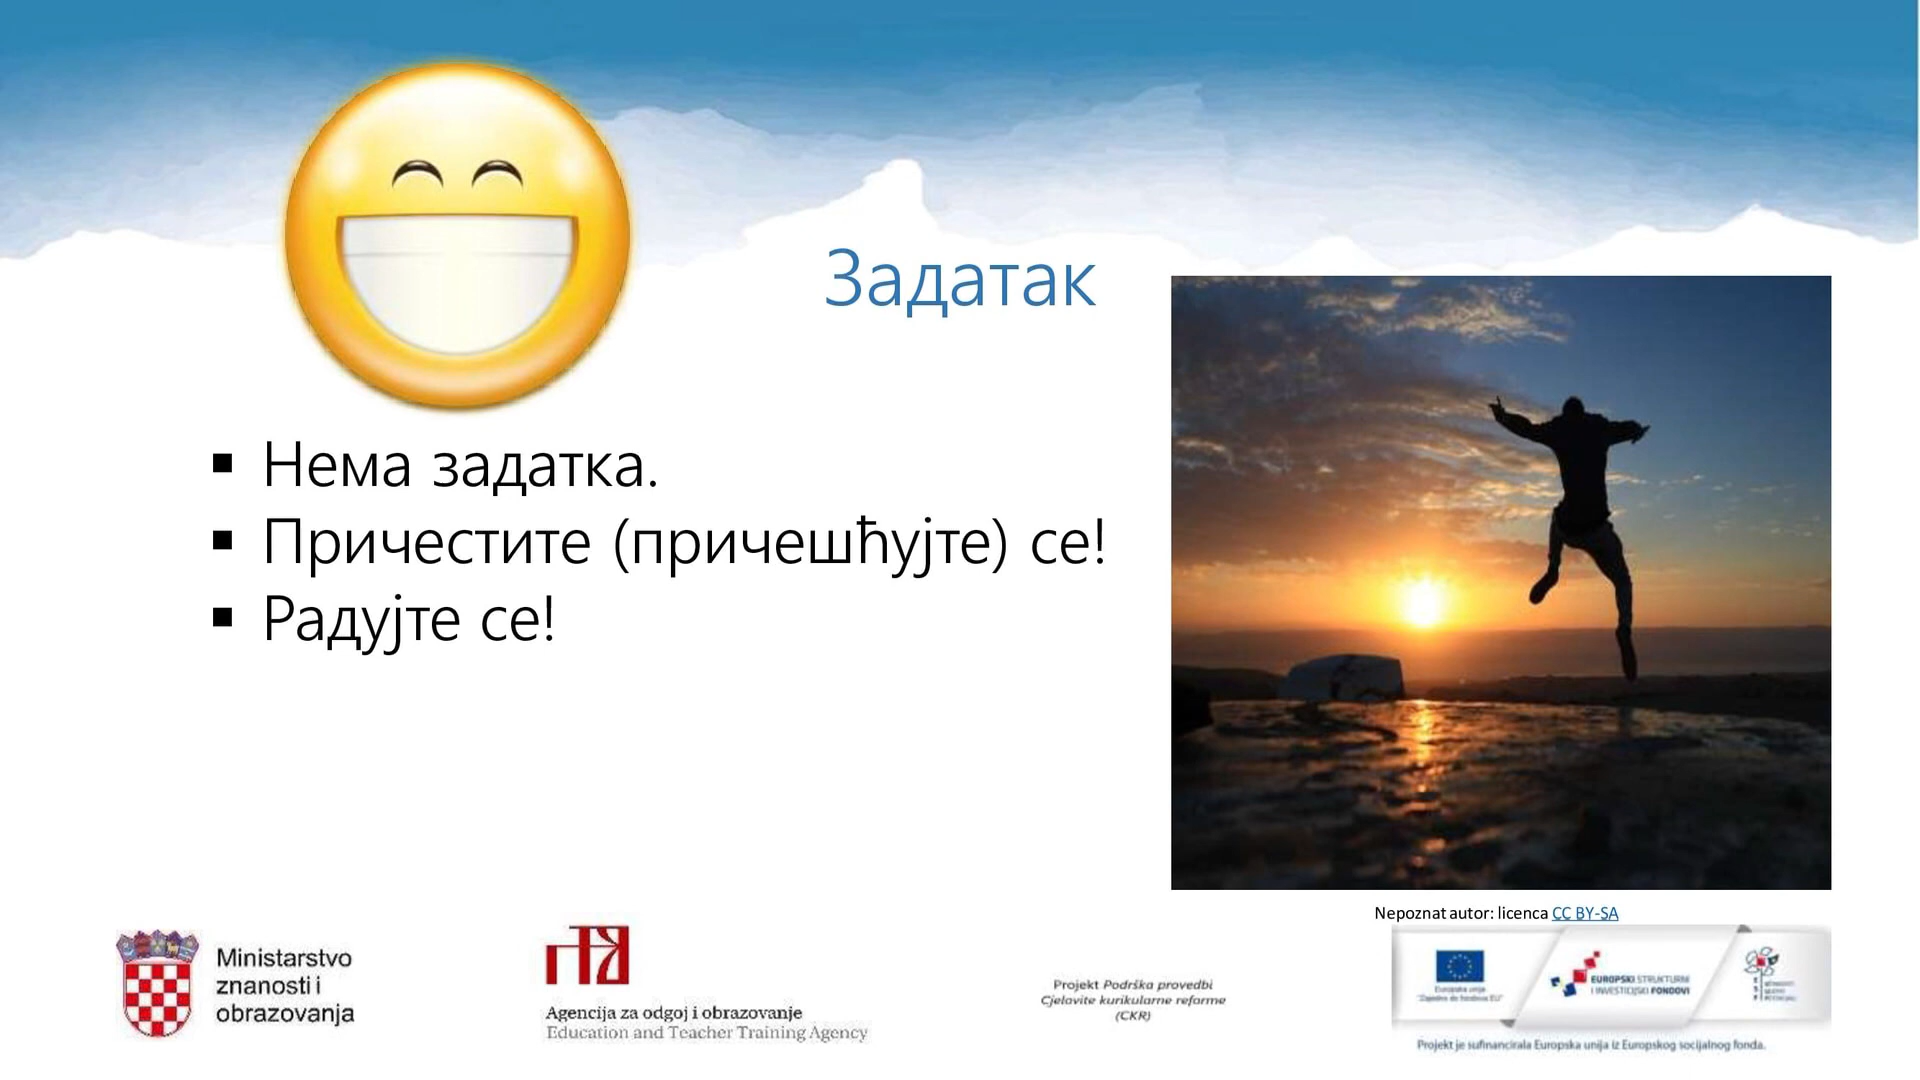 Задатак
▪ Нема задатка.
▪ Причестите (причешћујте) се!
▪ Радујте се!
Nepoznat autor: licenca CC BY-SA
Ministarstvo
znanosti i
obrazovanja
Agencija za odgoj i obrazovanje
Education and Teacher Training Agency
Projekt Podrška provedbi
Cjelovite kurikularne reforme
(CKR)
Europska unija
"Zajedno do fondova EU"
EUROPSKI STRUKTURNI
I INVESTICIJSKI FONDOVI
Projekt je sufinancirala Europska unija iz Europskog socijalnog fonda.